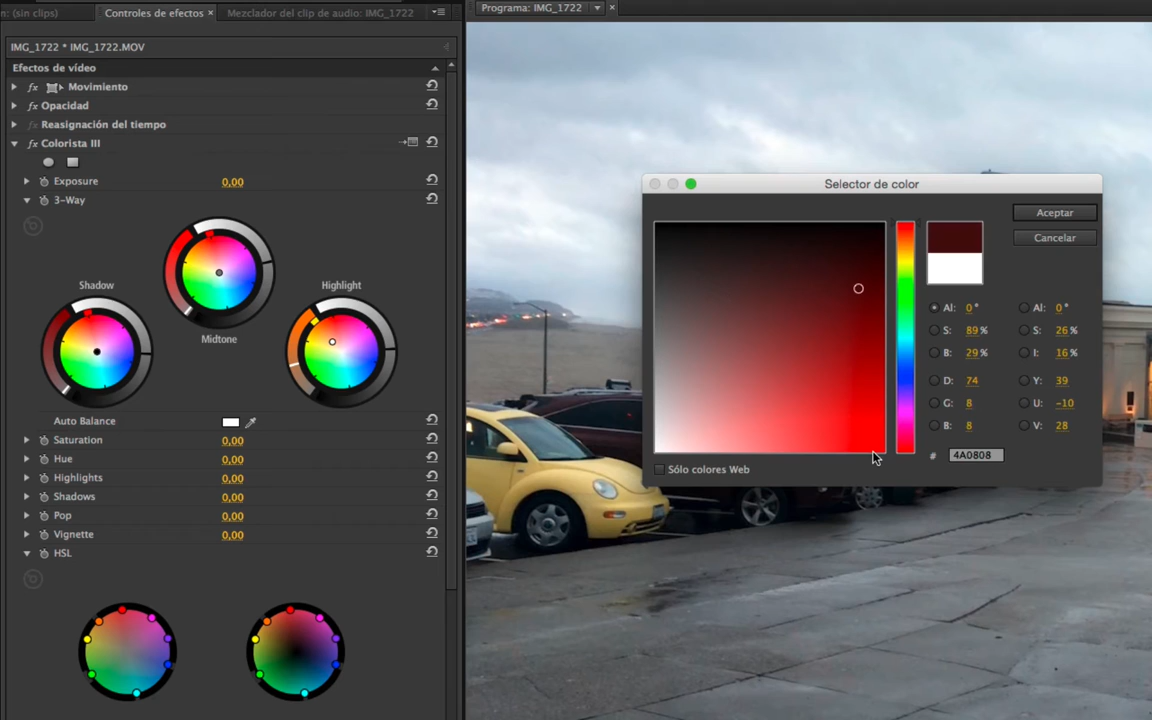 n: (sin clips)
Controles de efectos ×
Mezclador del clip de audio: IMG_1722
Programa: IMG_1722
IMG_1722 * IMG_1722.MOV
Efectos de vídeo
fx Movimiento
fx Opacidad
fx Reasignación del tiempo
fx Colorista III
Exposure 0,00
3-Way
Shadow
Highlight
Midtone
Auto Balance
Saturation 0,00
Hue 0,00
Highlights 0,00
Shadows 0,00
Pop 0,00
Vignette 0,00
HSL
Selector de color
Aceptar
Cancelar
Al: 0 ° Al: 0 °
S: 89 % S: 26 %
B: 29 % I: 16 %
D: 74 Y: 39
G: 8 U: -10
B: 8 V: 28
# 4A0808
Sólo colores Web